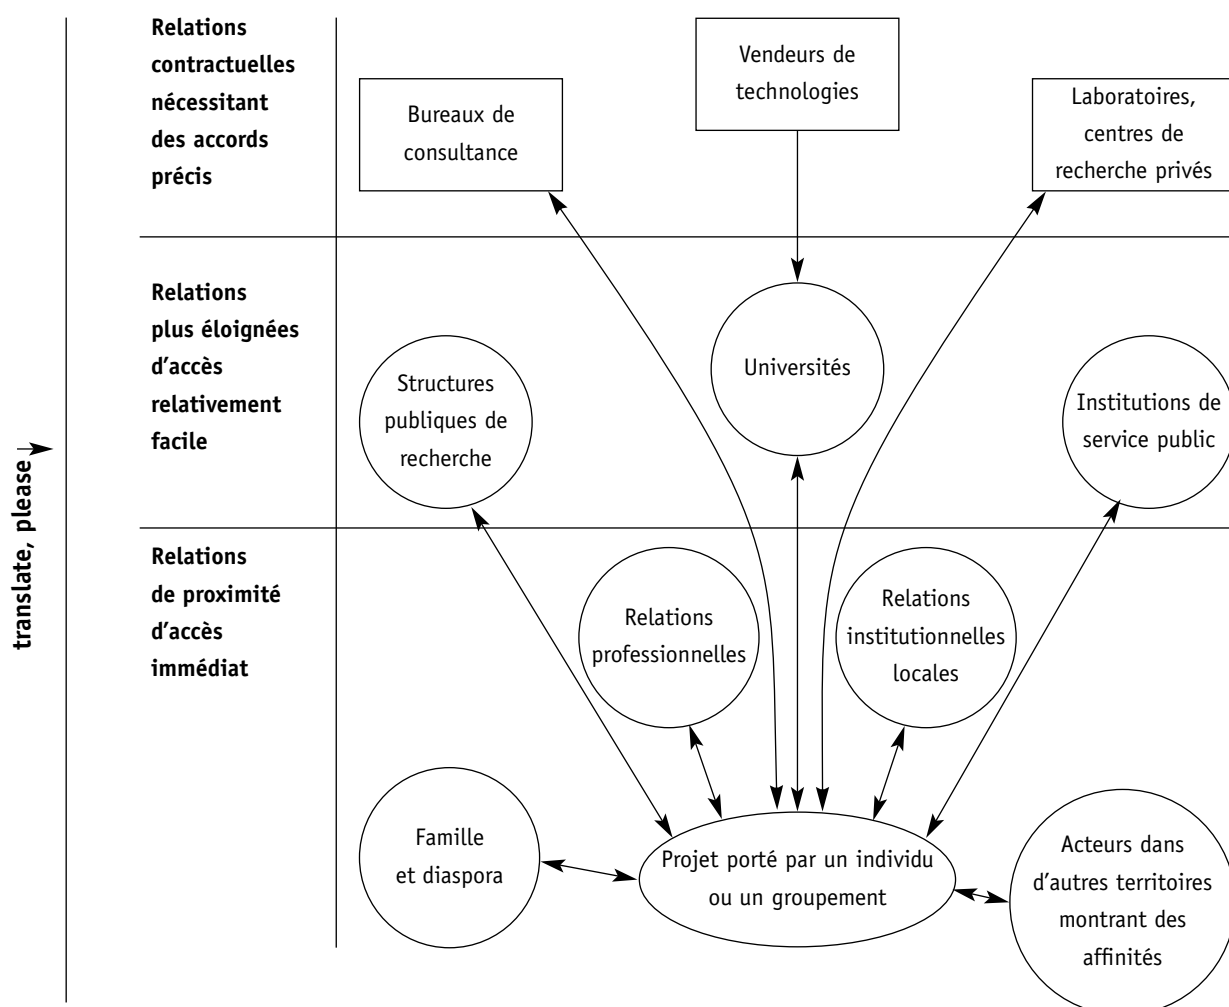 translate, please
Relations
contractuelles
nécessitant
des accords
précis
Bureaux de
consultance
Vendeurs de
technologies
Laboratoires,
centres de
recherche privés
Relations
plus éloignées
d'accès
relativement
facile
Structures
publiques de
recherche
Universités
Institutions de
service public
Relations
de proximité
d'accès
immédiat
Relations
professionnelles
Relations
institutionnelles
locales
Famille
et diaspora
Projet porté par un individu
ou un groupement
Acteurs dans
d'autres territoires
montrant des
affinités